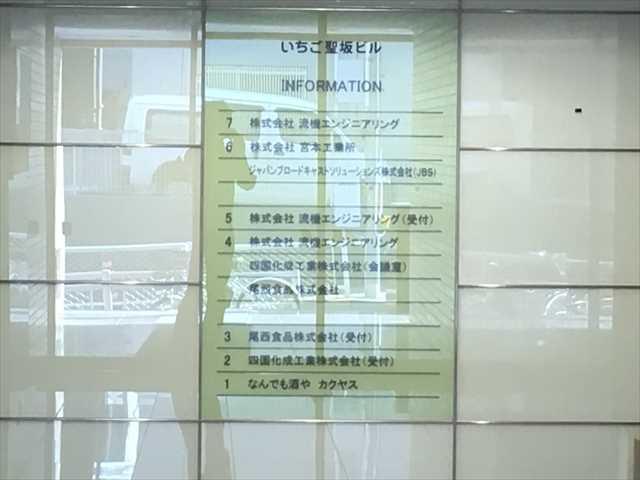 いちご聖坂ビル
INFORMATION
7 株式会社 流機エンジニアリング
6 株式会社 宮本工業所
ジャパンブロードキャストソリューションズ株式会社(JBS)
5 株式会社 流機エンジニアリング(受付)
4 株式会社 流機エンジニアリング
四国化成工業株式会社(会議室)
尾西食品株式会社
3 尾西食品株式会社(受付)
2 四国化成工業株式会社(受付)
1 なんでも酒や カクヤス